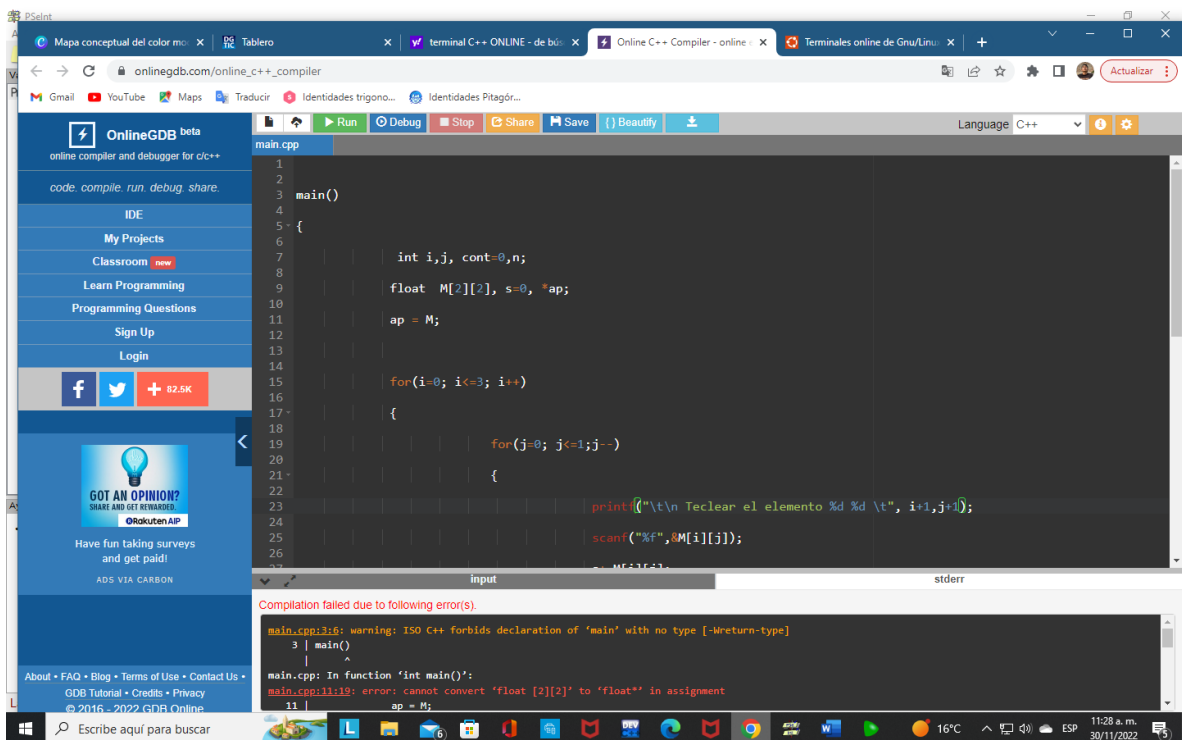 PSeInt
Mapa conceptual del color mo
Tablero
terminal C++ ONLINE - de bús
Online C++ Compiler - online c
Terminales online de Gnu/Linu
onlinegdb.com/online_c++_compiler
Actualizar
Gmail
YouTube
Maps
Traducir
Identidades trigono...
Identidades Pitagór...
OnlineGDB beta
online compiler and debugger for c/c++
code. compile. run. debug. share.
IDE
My Projects
Classroom new
Learn Programming
Programming Questions
Sign Up
Login
82.5K
GOT AN OPINION?
SHARE AND GET REWARDED.
Rakuten AIP
Have fun taking surveys
and get paid!
ADS VIA CARBON
About • FAQ • Blog • Terms of Use • Contact Us •
GDB Tutorial • Credits • Privacy
© 2016 - 2022 GDB Online
Run
Debug
Stop
Share
Save
{ } Beautify
Language C++
main.cpp
1
2
3 main()
4
5 {
6
7 int i,j, cont=0,n;
8
9 float M[2][2], s=0, *ap;
10
11 ap = M;
12
13
14
15 for(i=0; i<=3; i++)
16
17 {
18
19 for(j=0; j<=1;j--)
20
21 {
22
23 printf("\t\n Teclear el elemento %d %d \t", i+1,j+1);
24
25 scanf("%f",&M[i][j]);
26
27
input
stderr
Compilation failed due to following error(s).
main.cpp:3:6: warning: ISO C++ forbids declaration of ‘main’ with no type [-Wreturn-type]
3 | main()
| ^
main.cpp: In function ‘int main()’:
main.cpp:11:19: error: cannot convert ‘float [2][2]’ to ‘float*’ in assignment
11 | ap = M;
Escribe aquí para buscar
L
6
DEV
W
16°C
ESP
11:28 a. m.
30/11/2022
5